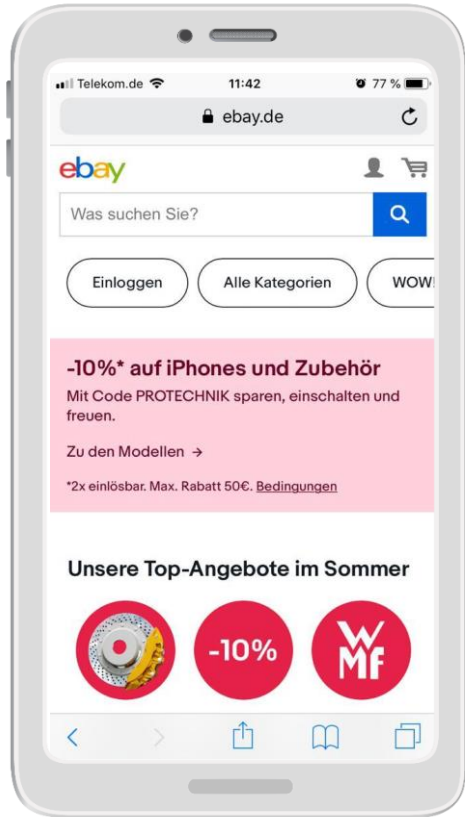 Telekom.de 11:42 77 %
ebay.de
ebay
Was suchen Sie?
Einloggen Alle Kategorien WOW!
-10%* auf iPhones und Zubehör
Mit Code PROTECHNIK sparen, einschalten und
freuen.
Zu den Modellen →
*2x einlösbar. Max. Rabatt 50€. Bedingungen
Unsere Top-Angebote im Sommer
-10% WMF